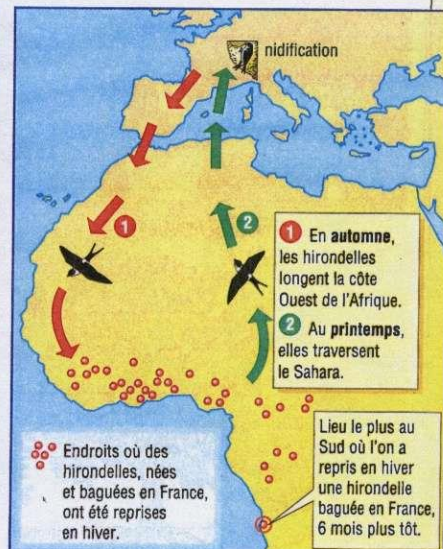 nidification
1
2
1 En automne,
les hirondelles
longent la côte
Ouest de l'Afrique.
2 Au printemps,
elles traversent
le Sahara.
Endroits où des
hirondelles, nées
et baguées en France,
ont été reprises
en hiver.
Lieu le plus au
Sud où l'on a
repris en hiver
une hirondelle
baguée en France,
6 mois plus tôt.